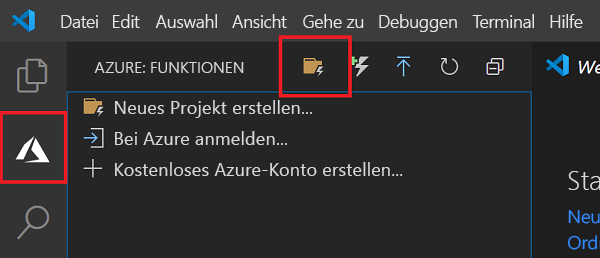 Datei Edit Auswahl Ansicht Gehe zu Debuggen Terminal Hilfe
AZURE: FUNKTIONEN
We
Neues Projekt erstellen...
Bei Azure anmelden...
Kostenloses Azure-Konto erstellen...
Sta
Neu
Ord